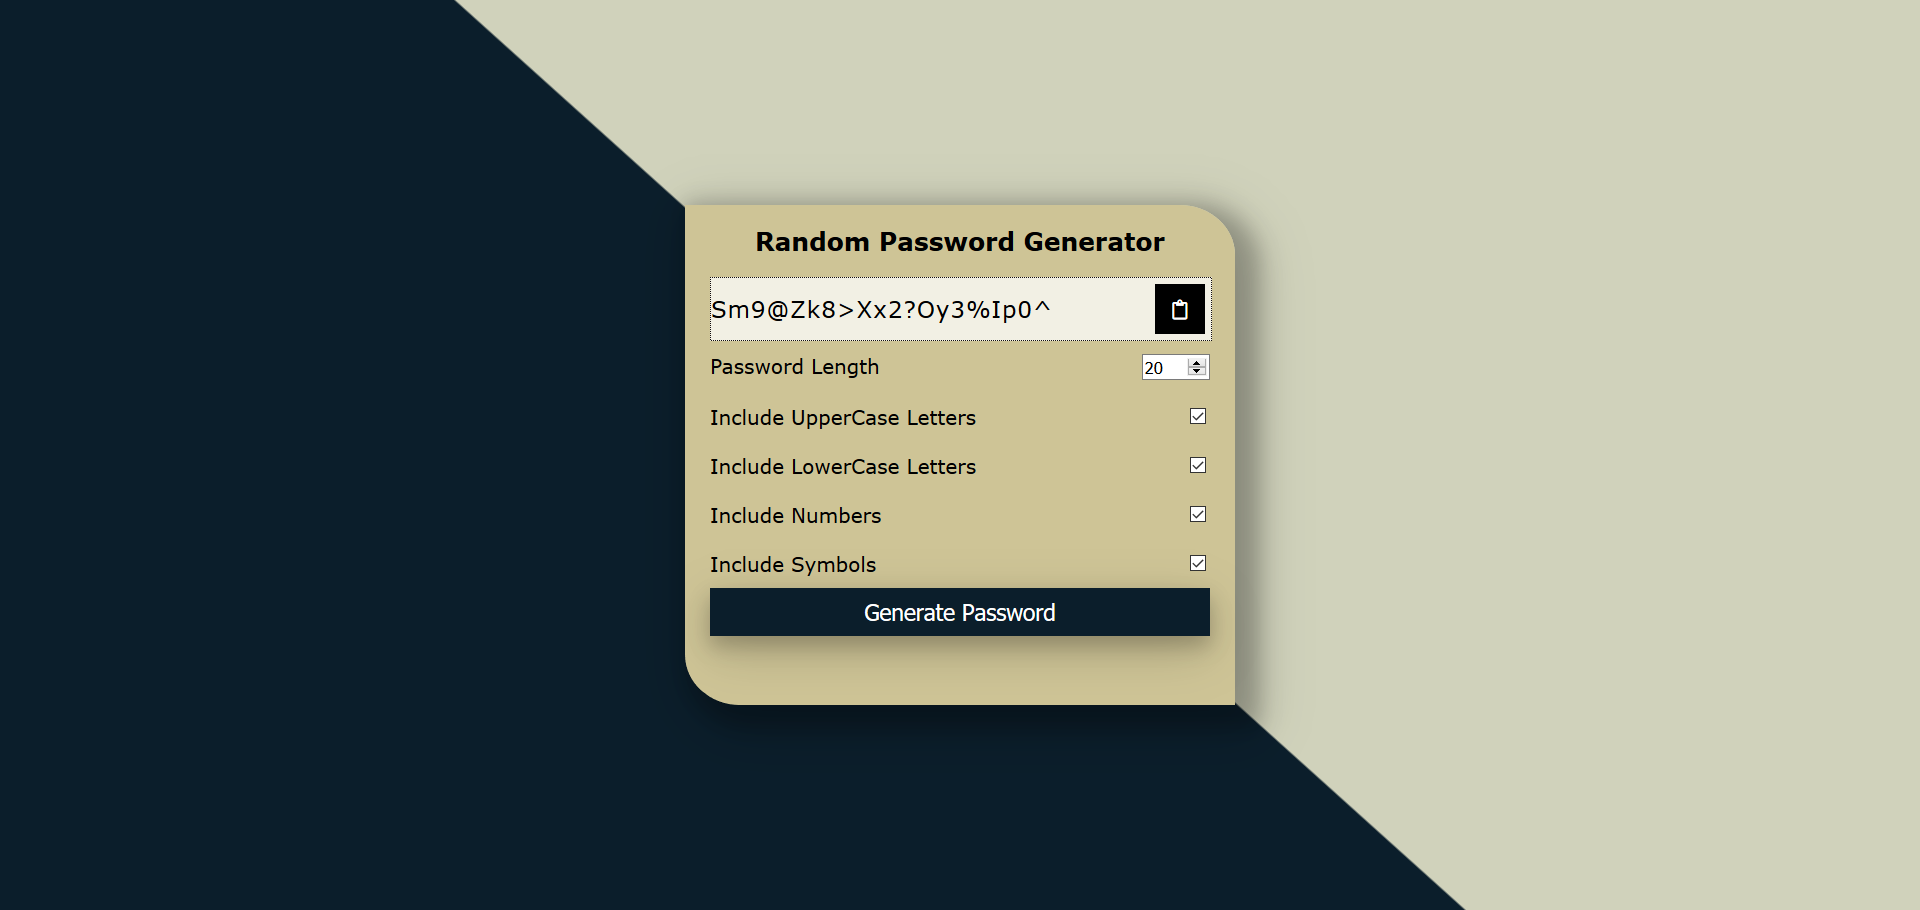 Random Password Generator
Sm9@Zk8>Xx2?Oy3%Ip0^
Password Length 20
Include UpperCase Letters
Include LowerCase Letters
Include Numbers
Include Symbols
Generate Password